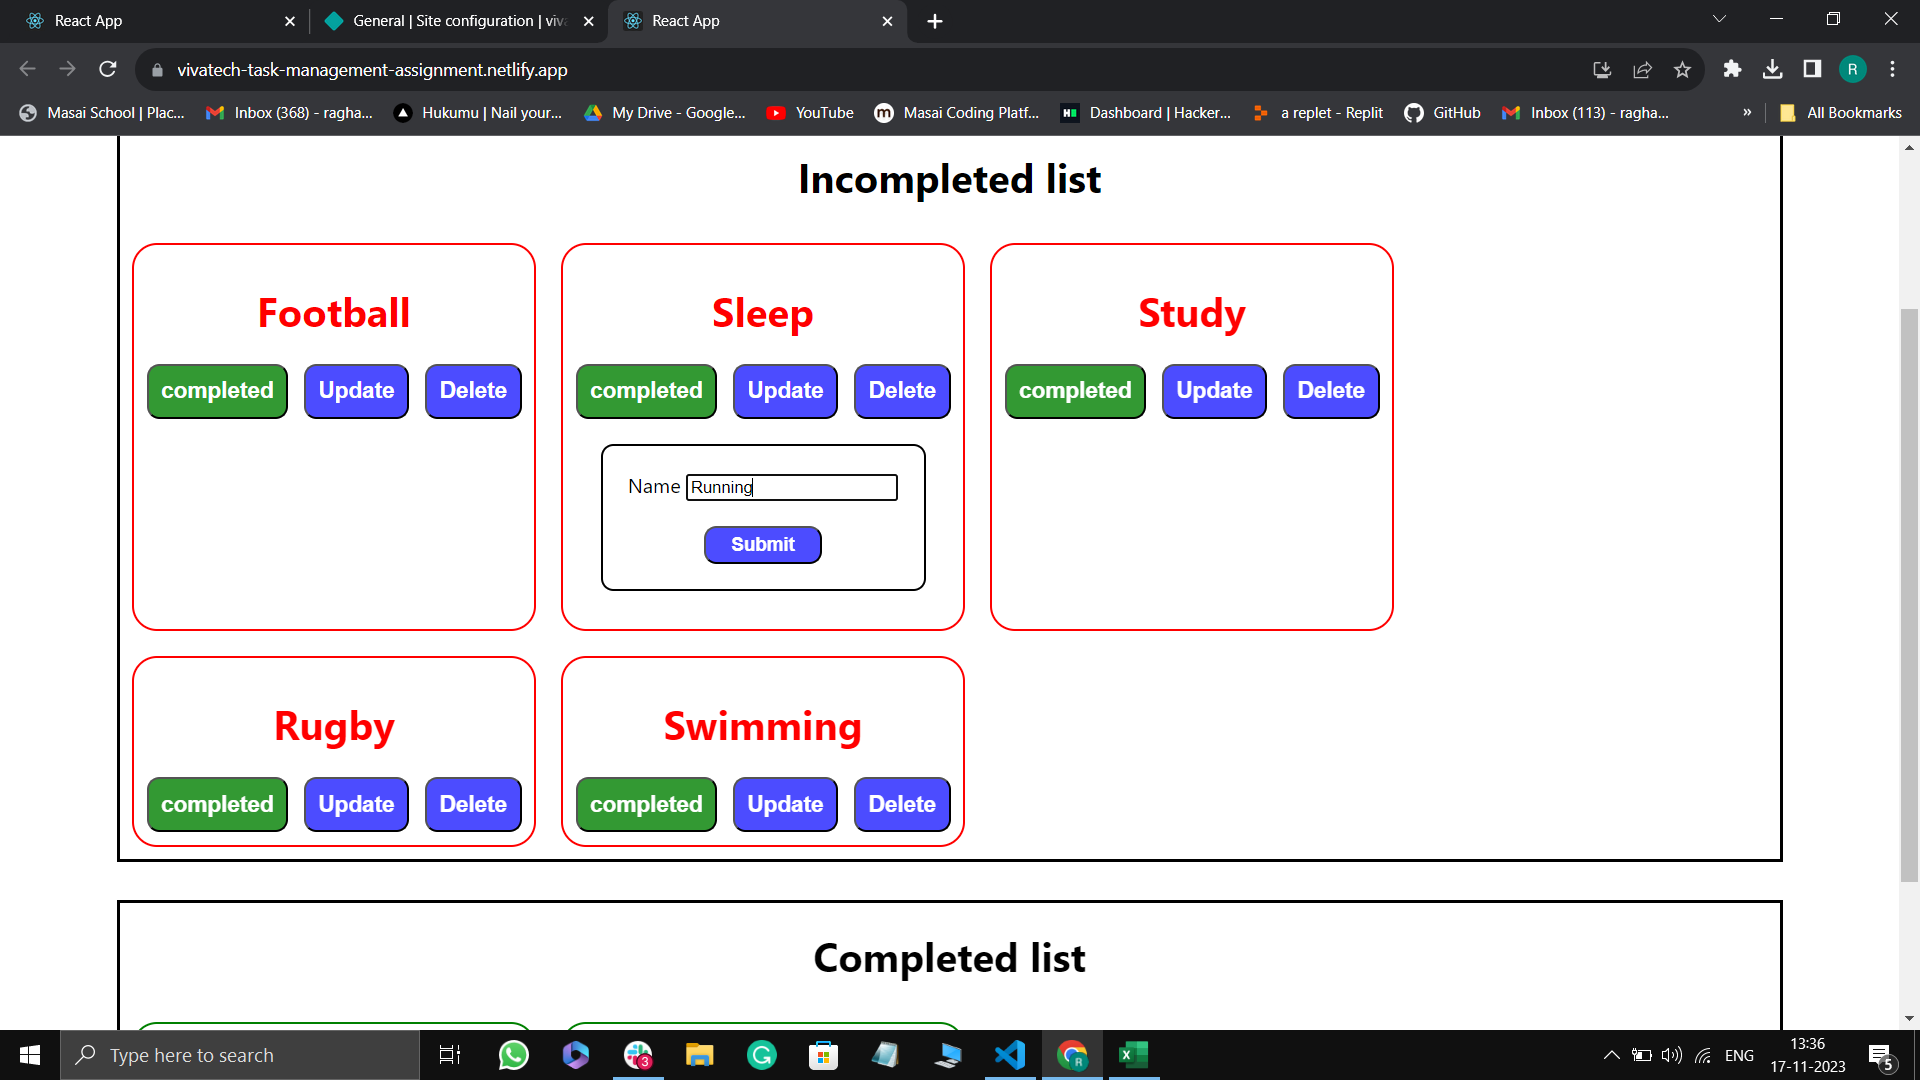 React App
General | Site configuration | viva
React App
vivatech-task-management-assignment.netlify.app
R
Masai School | Plac...
Inbox (368) - ragha...
Hukumu | Nail your...
My Drive - Google...
YouTube
m
Masai Coding Platf...
H
Dashboard | Hacker...
a replet - Replit
GitHub
Inbox (113) - ragha...
»
All Bookmarks
Incompleted list
Football
Sleep
Study
completed Update Delete
completed Update Delete
completed Update Delete
Name Running
Submit
Rugby
Swimming
completed Update Delete
completed Update Delete
Completed list
Type here to search
3
G
R
X
ENG
13:36
17-11-2023
5